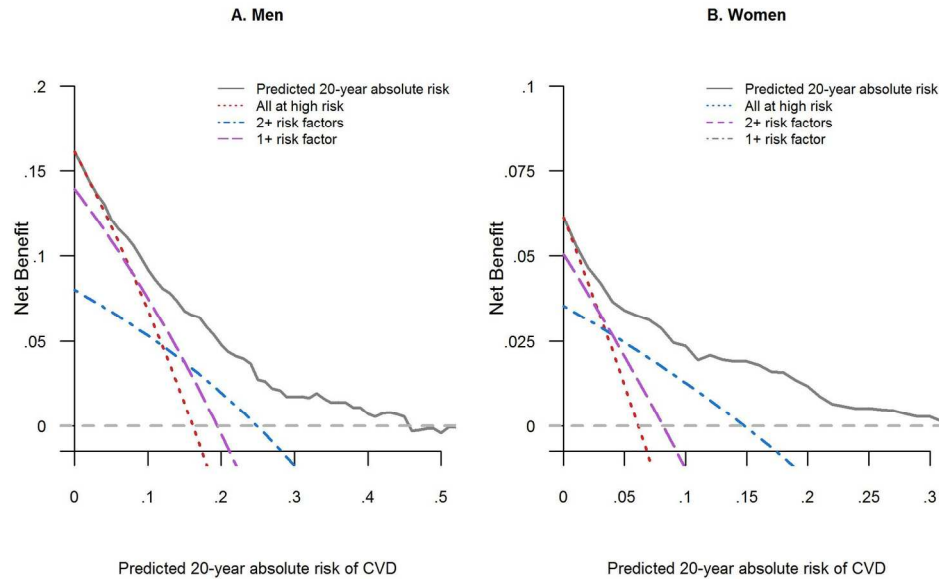 A. Men
.2
.15
.1
.05
0
Net Benefit
Predicted 20-year absolute risk
All at high risk
2+ risk factors
1+ risk factor
0
.1
.2
.3
.4
.5
Predicted 20-year absolute risk of CVD
B. Women
.1
.075
.05
.025
0
Net Benefit
Predicted 20-year absolute risk
All at high risk
2+ risk factors
1+ risk factor
0
.05
.1
.15
.2
.25
.3
Predicted 20-year absolute risk of CVD